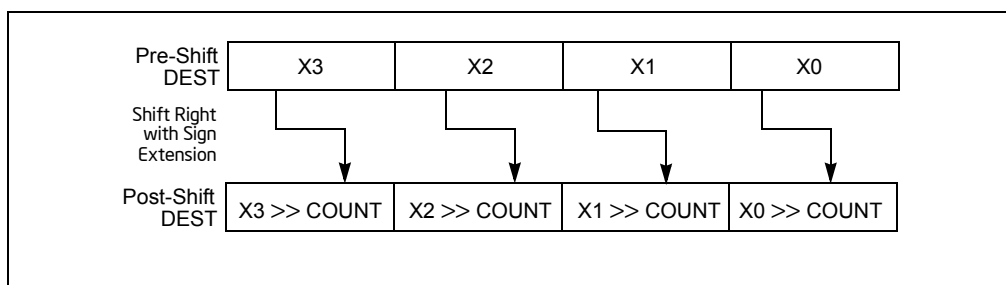 Pre-Shift
DEST
X3 X2 X1 X0
Shift Right
with Sign
Extension
Post-Shift
DEST
X3 >> COUNT X2 >> COUNT X1 >> COUNT X0 >> COUNT